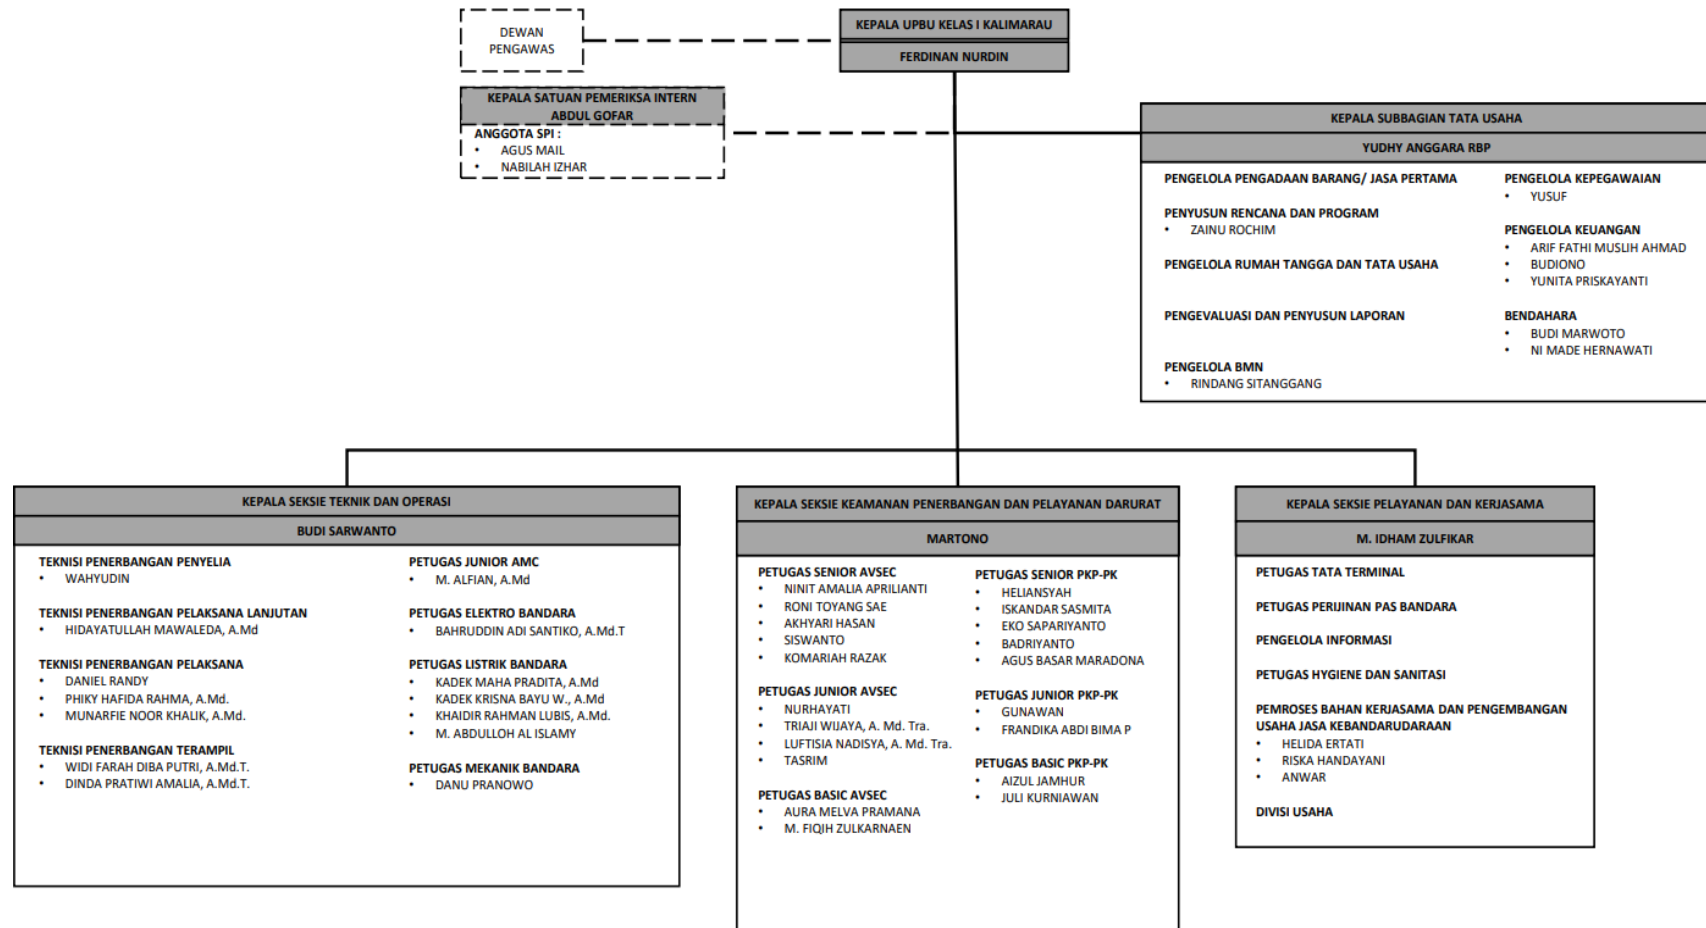 DEWAN
PENGAWAS
KEPALA UPBU KELAS I KALIMARAU
FERDINAN NURDIN
KEPALA SATUAN PEMERIKSA INTERN
ABDUL GOFAR
ANGGOTA SPI :
• AGUS MAIL
• NABILAH IZHAR
KEPALA SUBBAGIAN TATA USAHA
YUDHY ANGGARA RBP
PENGELOLA PENGADAAN BARANG/ JASA PERTAMA
PENYUSUN RENCANA DAN PROGRAM
• ZAINU ROCHIM
PENGELOLA RUMAH TANGGA DAN TATA USAHA
PENGEVALUASI DAN PENYUSUN LAPORAN
PENGELOLA BMN
• RINDANG SITANGGANG
PENGELOLA KEPEGAWAIAN
• YUSUF
PENGELOLA KEUANGAN
• ARIF FATHI MUSLIH AHMAD
• BUDIONO
• YUNITA PRISKAYANTI
BENDAHARA
• BUDI MARWOTO
• NI MADE HERNAWATI
KEPALA SEKSIE TEKNIK DAN OPERASI
BUDI SARWANTO
TEKNISI PENERBANGAN PENYELIA
• WAHYUDIN
TEKNISI PENERBANGAN PELAKSANA LANJUTAN
• HIDAYATULLAH MAWALEDA, A.Md
TEKNISI PENERBANGAN PELAKSANA
• DANIEL RANDY
• PHIKY HAFIDA RAHMA, A.Md.
• MUNARFIE NOOR KHALIK, A.Md.
TEKNISI PENERBANGAN TERAMPIL
• WIDI FARAH DIBA PUTRI, A.Md.T.
• DINDA PRATIWI AMALIA, A.Md.T.
PETUGAS JUNIOR AMC
• M. ALFIAN, A.Md
PETUGAS ELEKTRO BANDARA
• BAHRUDDIN ADI SANTIKO, A.Md.T
PETUGAS LISTRIK BANDARA
• KADEK MAHA PRADITA, A.Md
• KADEK KRISNA BAYU W., A.Md
• KHAIDIR RAHMAN LUBIS, A.Md.
• M. ABDULLOH AL ISLAMY
PETUGAS MEKANIK BANDARA
• DANU PRANOWO
KEPALA SEKSIE KEAMANAN PENERBANGAN DAN PELAYANAN DARURAT
MARTONO
PETUGAS SENIOR AVSEC
• NINIT AMALIA APRILIANTI
• RONI TOYANG SAE
• AKHYARI HASAN
• SISWANTO
• KOMARIAH RAZAK
PETUGAS JUNIOR AVSEC
• NURHAYATI
• TRIAJI WIJAYA, A. Md. Tra.
• LUFTISIA NADISYA, A. Md. Tra.
• TASRIM
PETUGAS BASIC AVSEC
• AURA MELVA PRAMANA
• M. FIQIH ZULKARNAEN
PETUGAS SENIOR PKP-PK
• HELIANSYAH
• ISKANDAR SASMITA
• EKO SAPARIYANTO
• BADRIYANTO
• AGUS BASAR MARADONA
PETUGAS JUNIOR PKP-PK
• GUNAWAN
• FRANDIKA ABDI BIMA P
PETUGAS BASIC PKP-PK
• AIZUL JAMHUR
• JULI KURNIAWAN
KEPALA SEKSIE PELAYANAN DAN KERJASAMA
M. IDHAM ZULFIKAR
PETUGAS TATA TERMINAL
PETUGAS PERIJINAN PAS BANDARA
PENGELOLA INFORMASI
PETUGAS HYGIENE DAN SANITASI
PEMROSES BAHAN KERJASAMA DAN PENGEMBANGAN
USAHA JASA KEBANDARUDARAAN
• HELIDA ERTATI
• RISKA HANDAYANI
• ANWAR
DIVISI USAHA